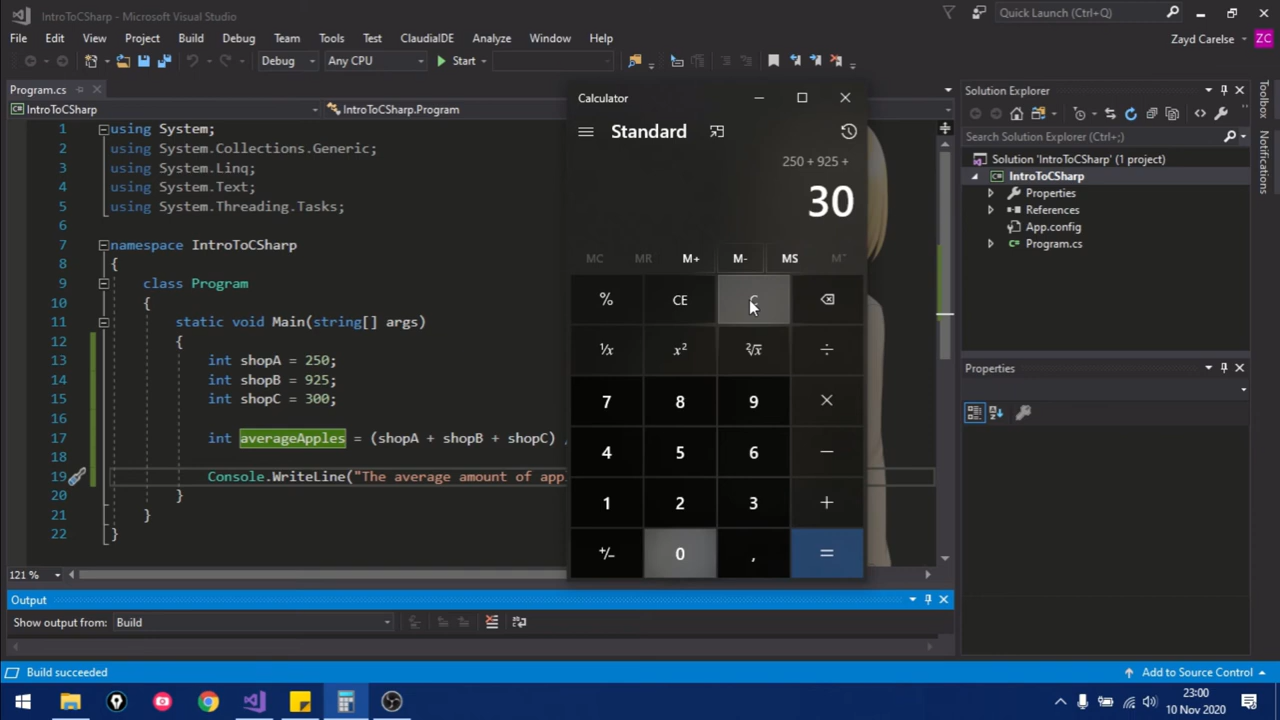 IntroToCSharp - Microsoft Visual Studio
Quick Launch (Ctrl+Q)
File Edit View Project Build Debug Team Tools Test ClaudiaIDE Analyze Window Help
Zayd Carelse ZC
Debug Any CPU Start
Program.cs
IntroToCSharp
IntroToCSharp.Program
1 using System;
2 using System.Collections.Generic;
3 using System.Linq;
4 using System.Text;
5 using System.Threading.Tasks;
6
7 namespace IntroToCSharp
8 {
9 class Program
10 {
11 static void Main(string[] args)
12 {
13 int shopA = 250;
14 int shopB = 925;
15 int shopC = 300;
16
17 int averageApples = (shopA + shopB + shopC) /
18
19 Console.WriteLine("The average amount of app
20 }
21 }
22 }
121 %
Calculator
Standard
250 + 925 +
30
MC MR M+ M- MS M˅
% CE C
¹/x x² ²√x ÷
7 8 9 ×
4 5 6 −
1 2 3 +
+/− 0 , =
Solution Explorer
Search Solution Explorer (Ctrl+;)
Solution 'IntroToCSharp' (1 project)
IntroToCSharp
Properties
References
App.config
Program.cs
Properties
Toolbox
Notifications
Output
Show output from: Build
Build succeeded
Add to Source Control
23:00
10 Nov 2020